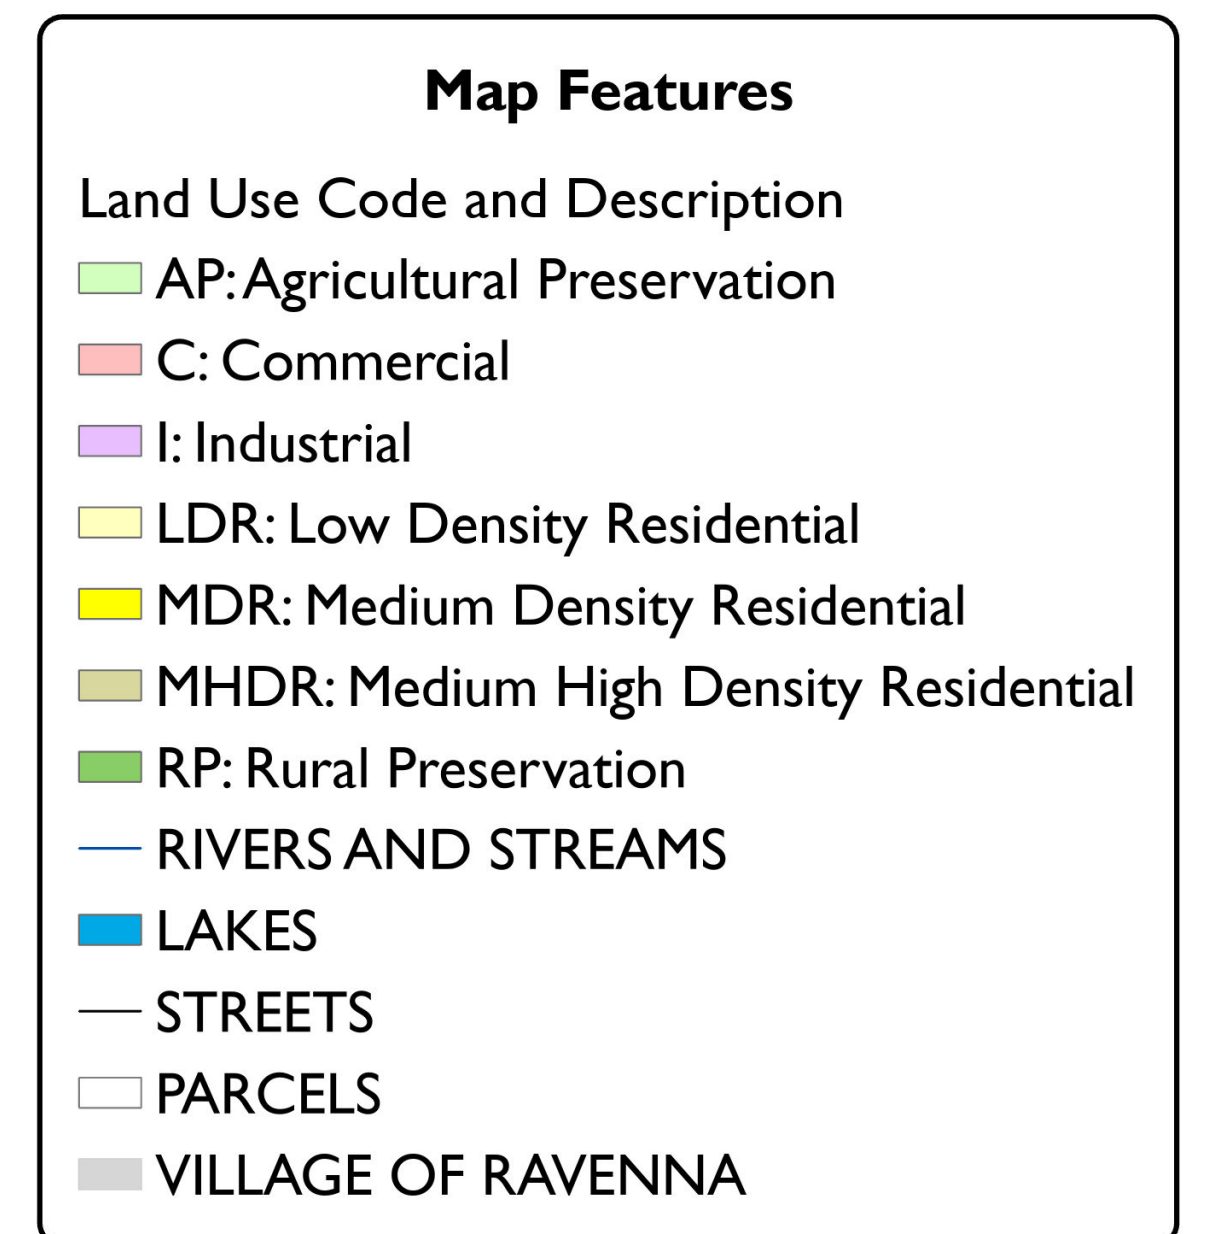 Map Features
Land Use Code and Description
AP: Agricultural Preservation
C: Commercial
I: Industrial
LDR: Low Density Residential
MDR: Medium Density Residential
MHDR: Medium High Density Residential
RP: Rural Preservation
RIVERS AND STREAMS
LAKES
STREETS
PARCELS
VILLAGE OF RAVENNA